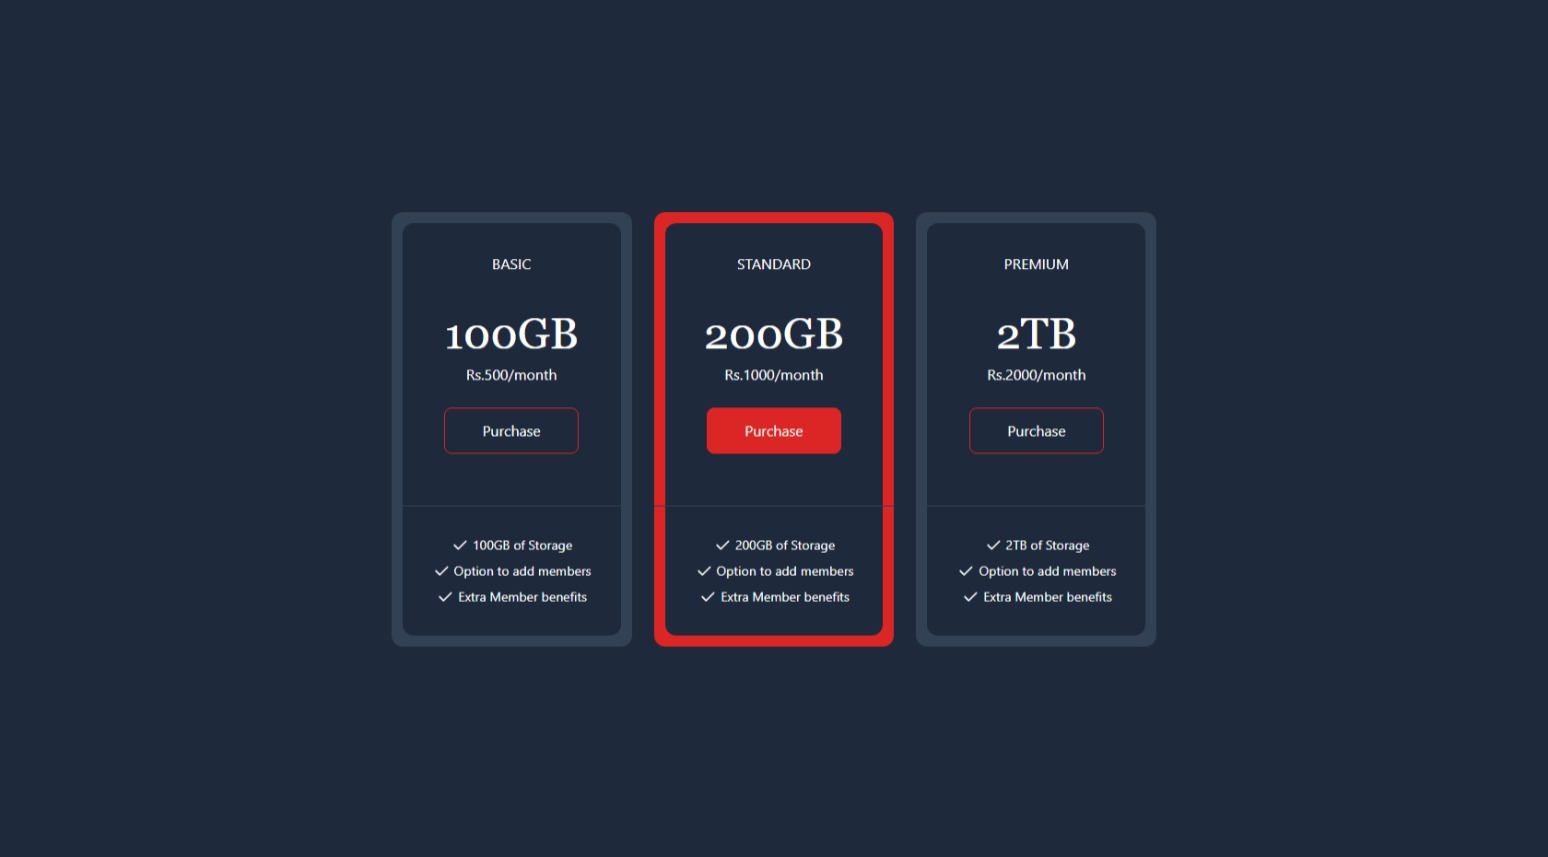 BASIC
100GB
Rs.500/month
Purchase
100GB of Storage
Option to add members
Extra Member benefits
STANDARD
200GB
Rs.1000/month
Purchase
200GB of Storage
Option to add members
Extra Member benefits
PREMIUM
2TB
Rs.2000/month
Purchase
2TB of Storage
Option to add members
Extra Member benefits